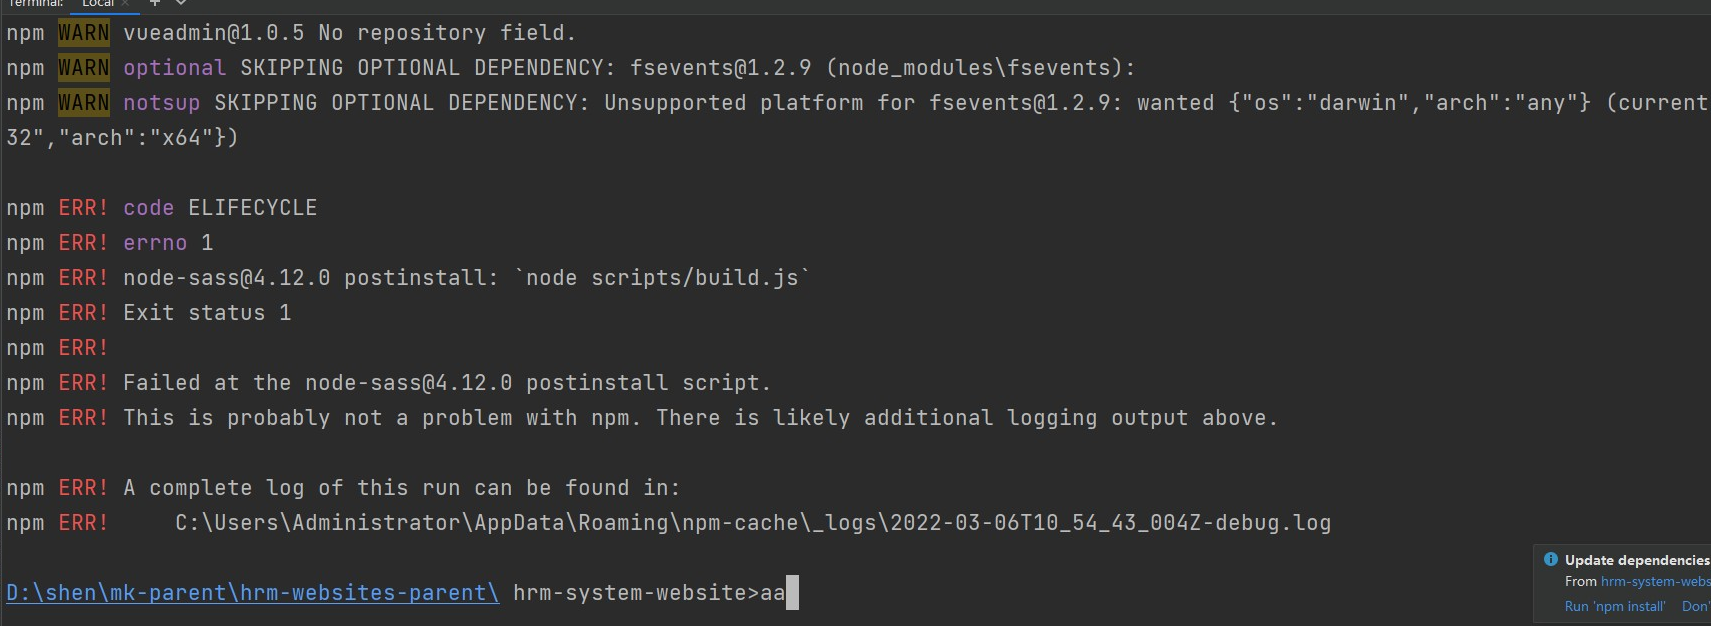 Terminal: Local × +
npm WARN vueadmin@1.0.5 No repository field.
npm WARN optional SKIPPING OPTIONAL DEPENDENCY: fsevents@1.2.9 (node_modules\fsevents):
npm WARN notsup SKIPPING OPTIONAL DEPENDENCY: Unsupported platform for fsevents@1.2.9: wanted {"os":"darwin","arch":"any"} (current
32","arch":"x64"})
npm ERR! code ELIFECYCLE
npm ERR! errno 1
npm ERR! node-sass@4.12.0 postinstall: `node scripts/build.js`
npm ERR! Exit status 1
npm ERR!
npm ERR! Failed at the node-sass@4.12.0 postinstall script.
npm ERR! This is probably not a problem with npm. There is likely additional logging output above.
npm ERR! A complete log of this run can be found in:
npm ERR!     C:\Users\Administrator\AppData\Roaming\npm-cache\_logs\2022-03-06T10_54_43_004Z-debug.log
D:\shen\mk-parent\hrm-websites-parent\ hrm-system-website>aa
Update dependencies
From hrm-system-webs
Run 'npm install' Don'